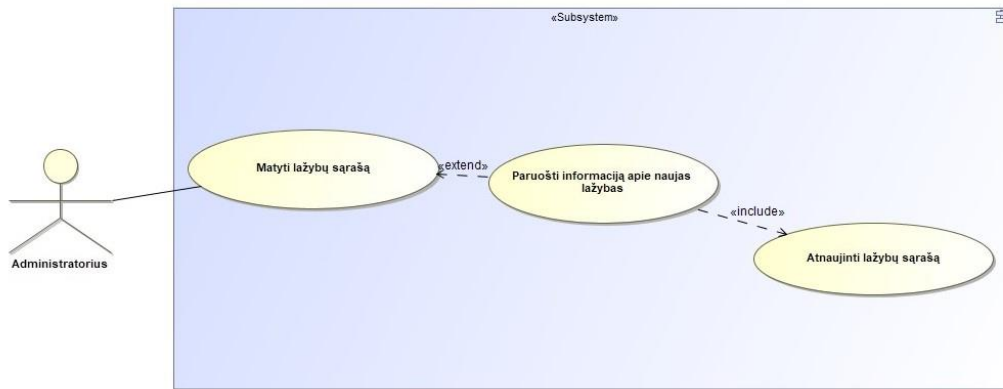 «Subsystem»
Matyti lažybų sąrašą
«extend»
Paruošti informaciją apie naujas
lažybas
«include»
Atnaujinti lažybų sąrašą
Administratorius